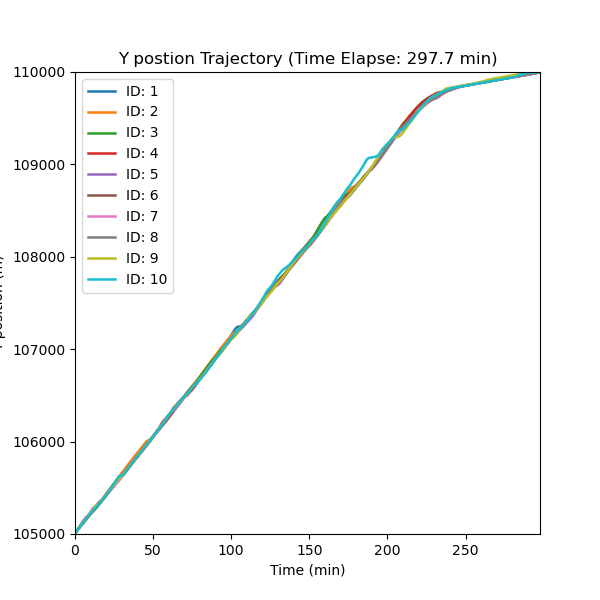 Y postion Trajectory (Time Elapse: 297.7 min)
110000
109000
108000
107000
106000
105000
ID: 1
ID: 2
ID: 3
ID: 4
ID: 5
ID: 6
ID: 7
ID: 8
ID: 9
ID: 10
0 50 100 150 200 250
Time (min)